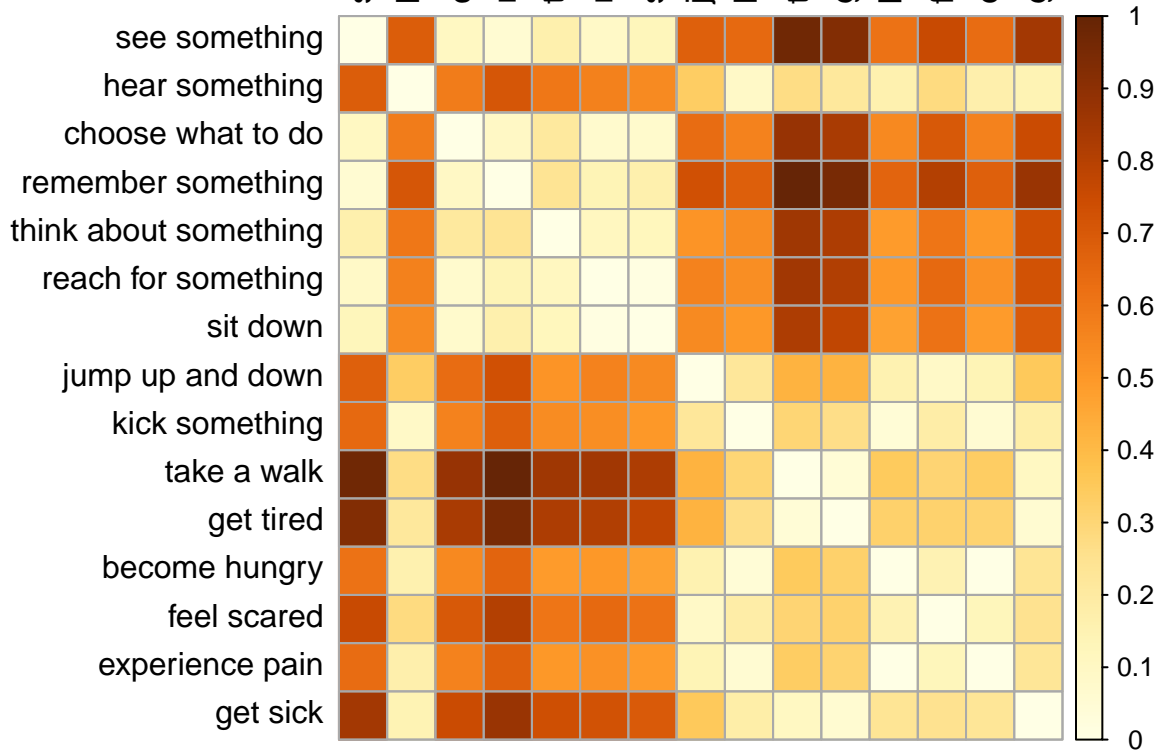 see something
hear something
choose what to do
remember something
think about something
reach for something
sit down
jump up and down
kick something
take a walk
get tired
become hungry
feel scared
experience pain
get sick
1
0.9
0.8
0.7
0.6
0.5
0.4
0.3
0.2
0.1
0